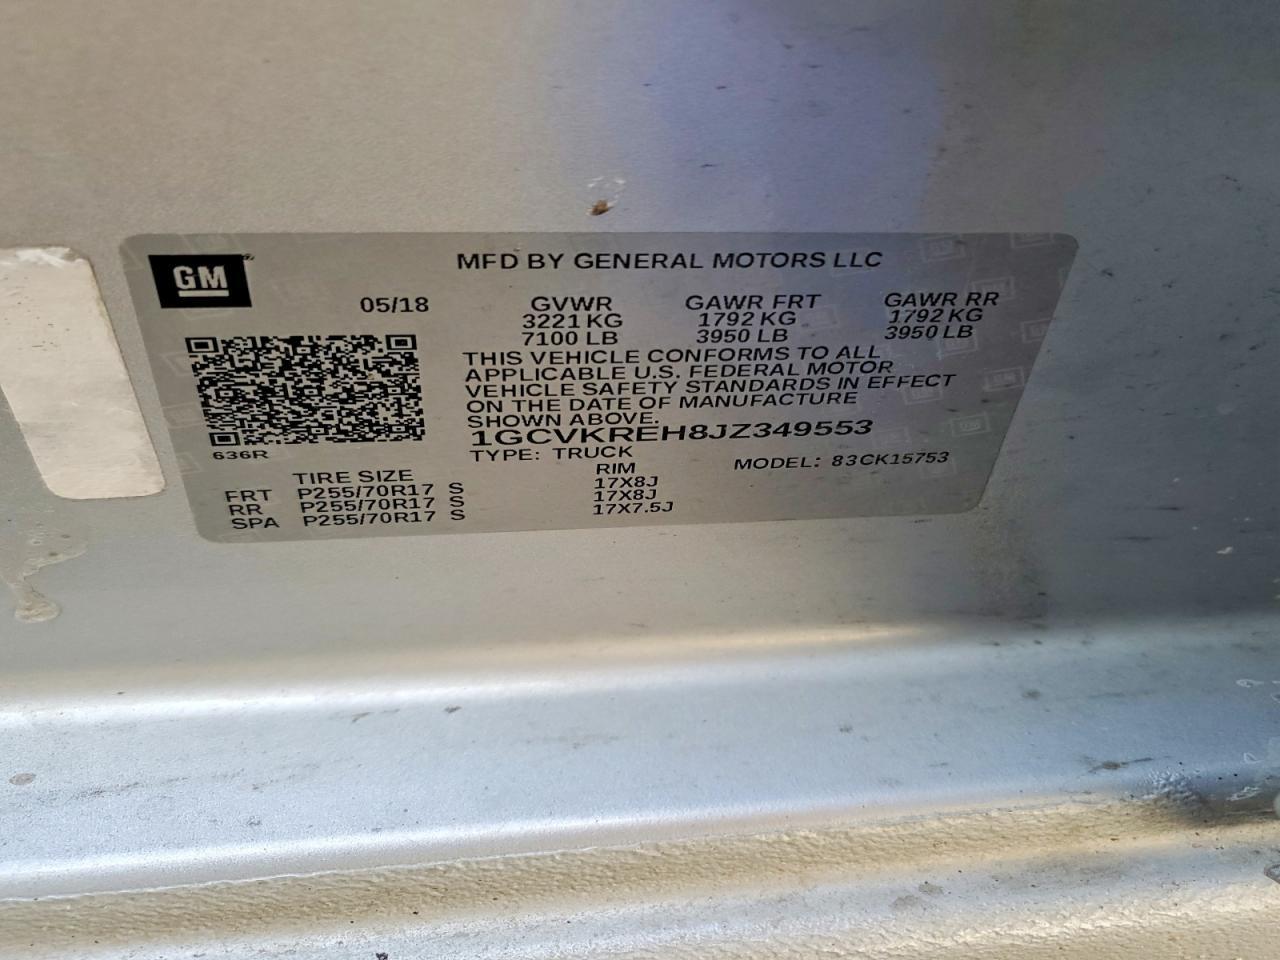 GM
MFD BY GENERAL MOTORS LLC
05/18 GVWR GAWR FRT GAWR RR
3221 KG 1792 KG 1792 KG
7100 LB 3950 LB 3950 LB
THIS VEHICLE CONFORMS TO ALL
APPLICABLE U.S. FEDERAL MOTOR
VEHICLE SAFETY STANDARDS IN EFFECT
ON THE DATE OF MANUFACTURE
SHOWN ABOVE.
1GCVKREH8JZ349553
636R
TYPE: TRUCK MODEL: 83CK15753
TIRE SIZE RIM
FRT P255/70R17 S 17X8J
RR P255/70R17 S 17X8J
SPA P255/70R17 S 17X7.5J